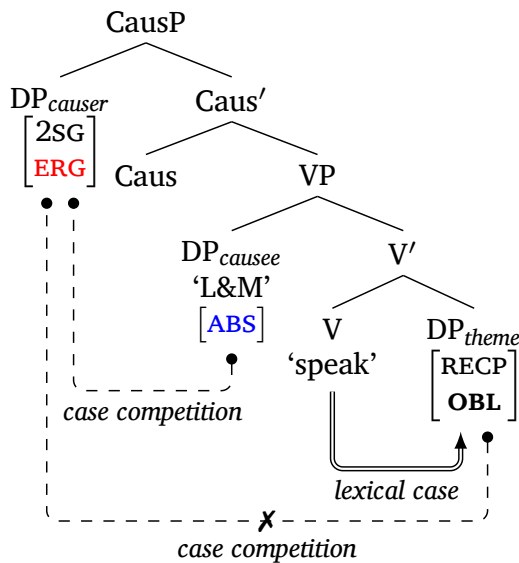 CausP
DPcauser
Caus′
[2SG
ERG]
Caus
VP
DPcausee
V′
‘L&M’
[ABS]
V
DPtheme
‘speak’
[RECP
OBL]
case competition
lexical case
✗
case competition